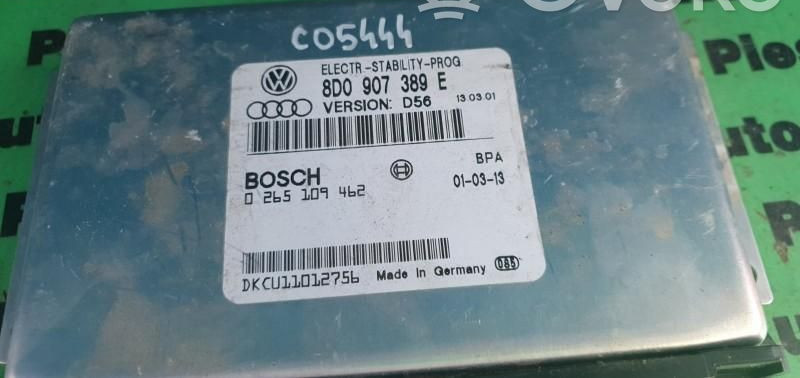 C05444
ELECTR.-STABILITY-PROG.
8D0 907 389 E
VERSION: D56 13.03.01
BOSCH
BPA
0 265 109 462
01-03-13
DKCU11012756
Made in Germany
085